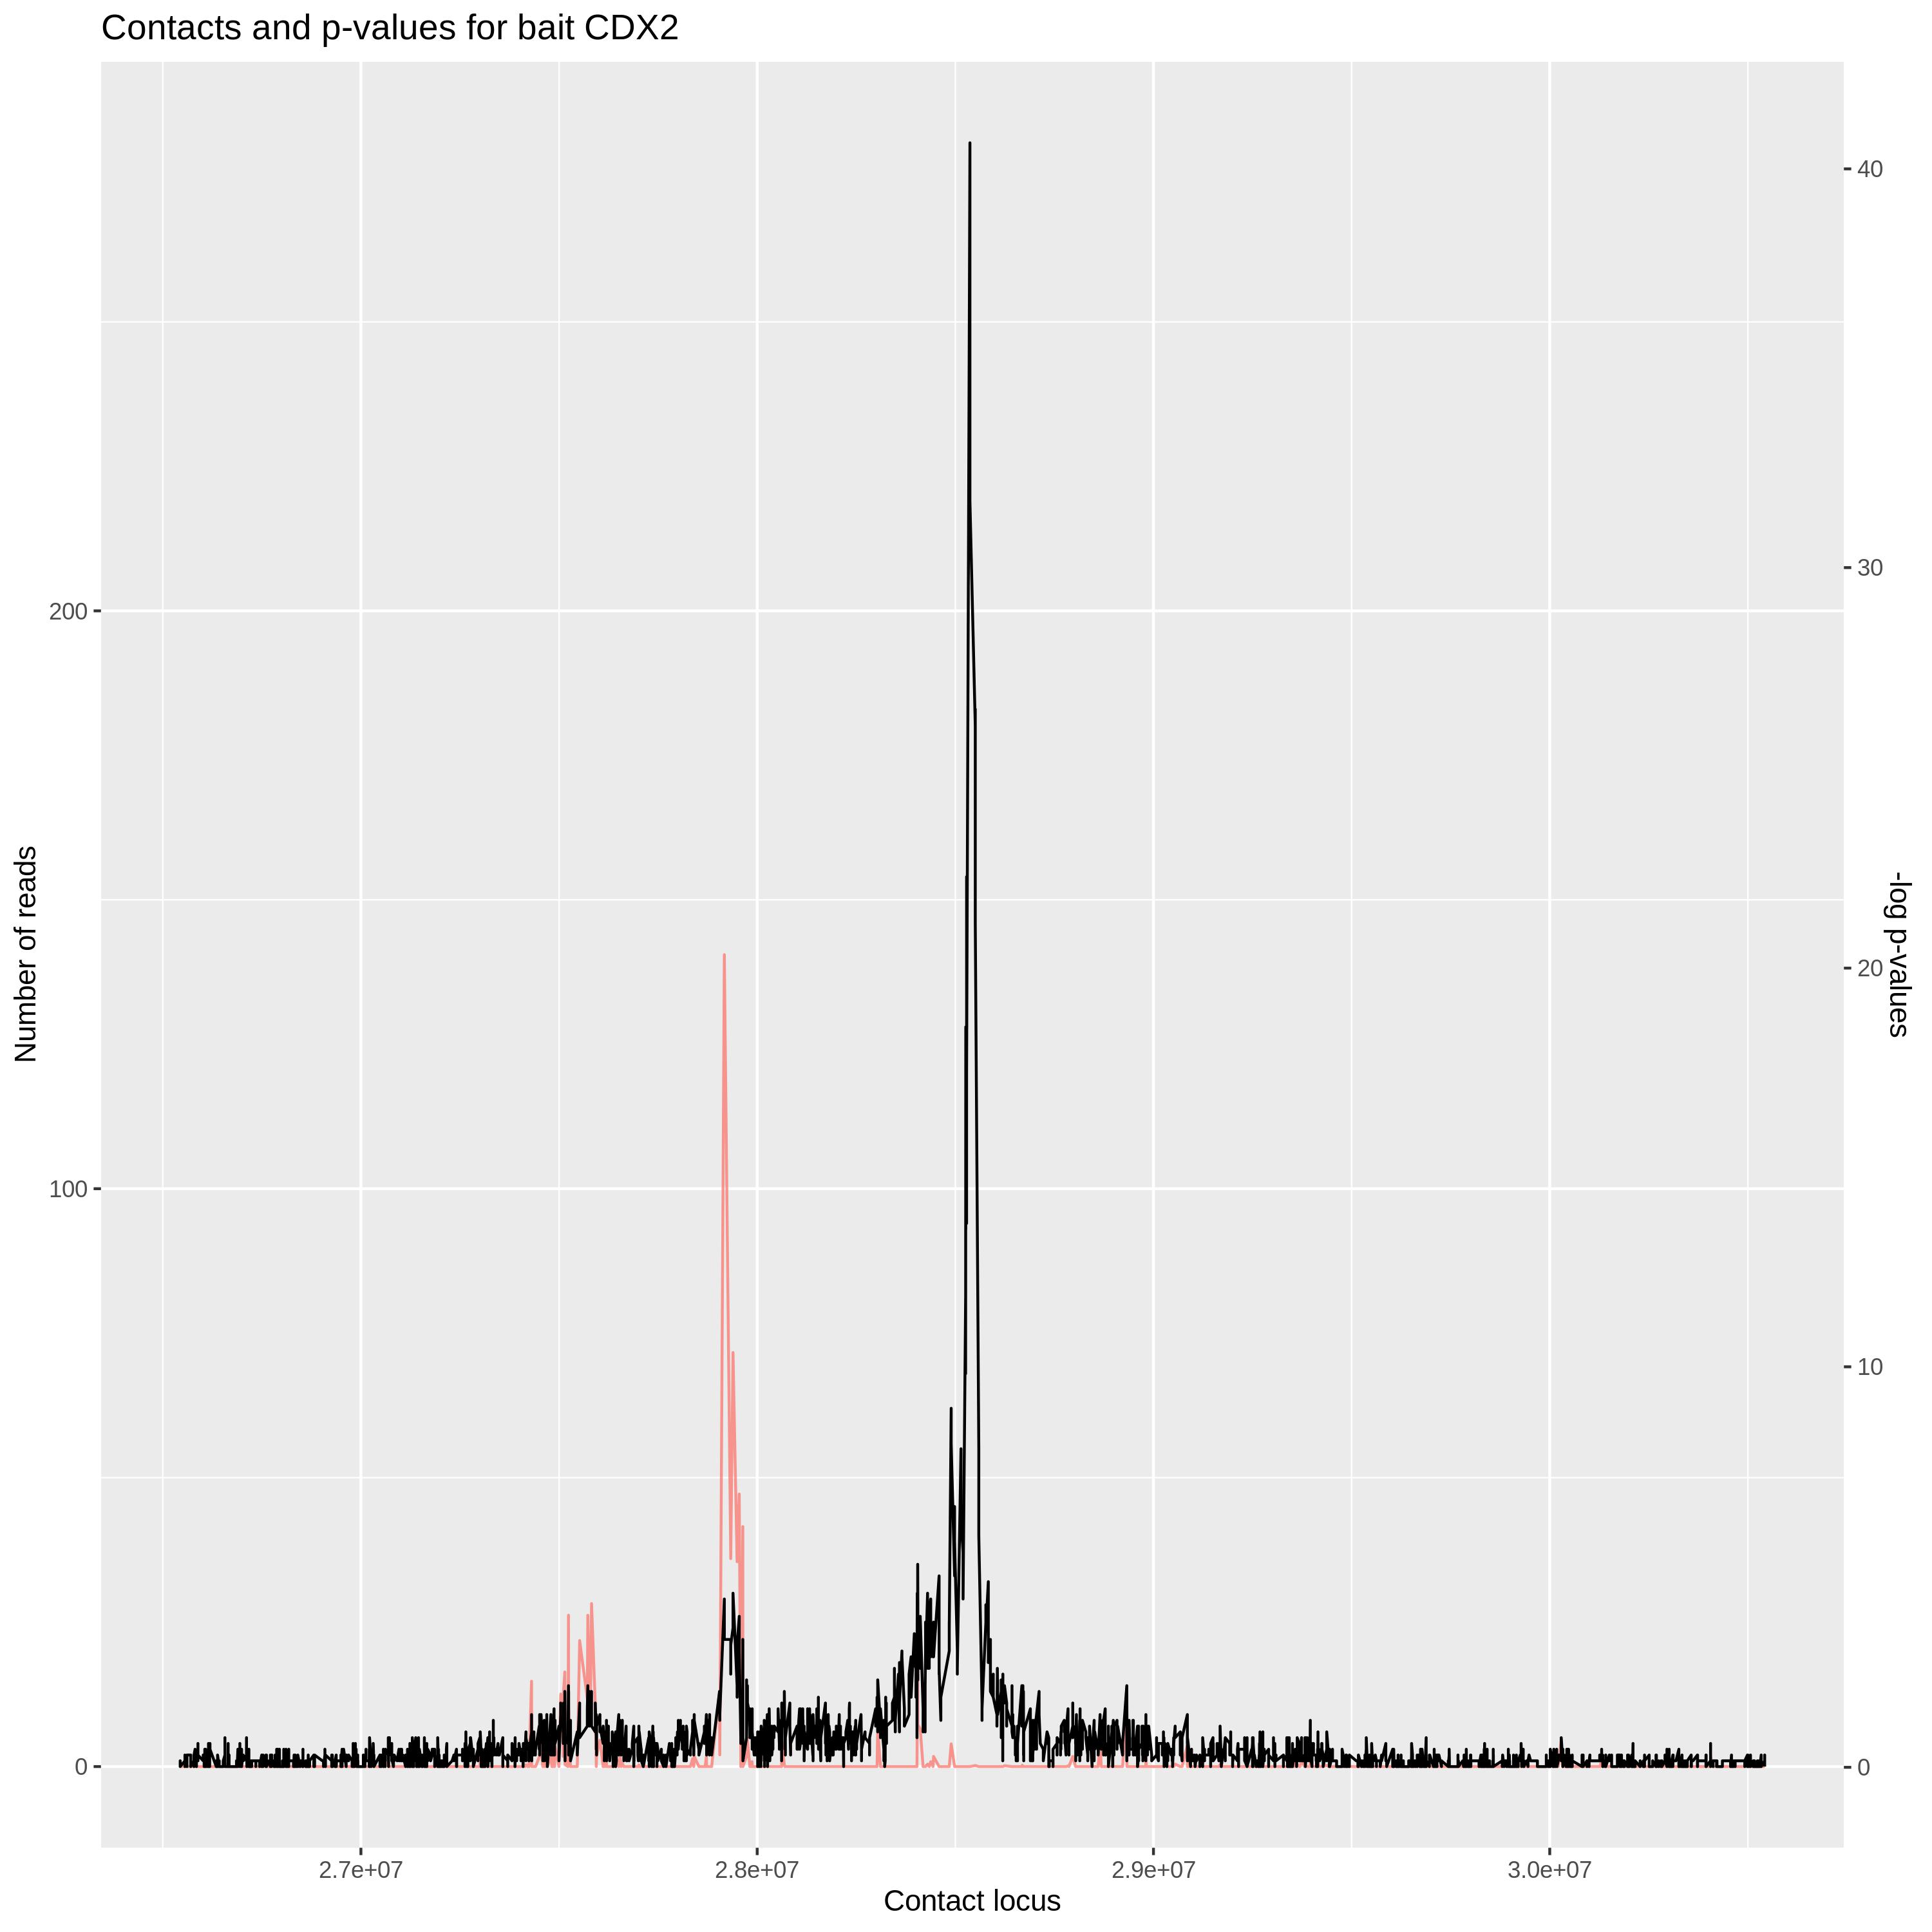 Contacts and p-values for bait CDX2
40
30
200
20
100
10
0
0
Number of reads
-log p-values
2.7e+07
2.8e+07
2.9e+07
3.0e+07
Contact locus